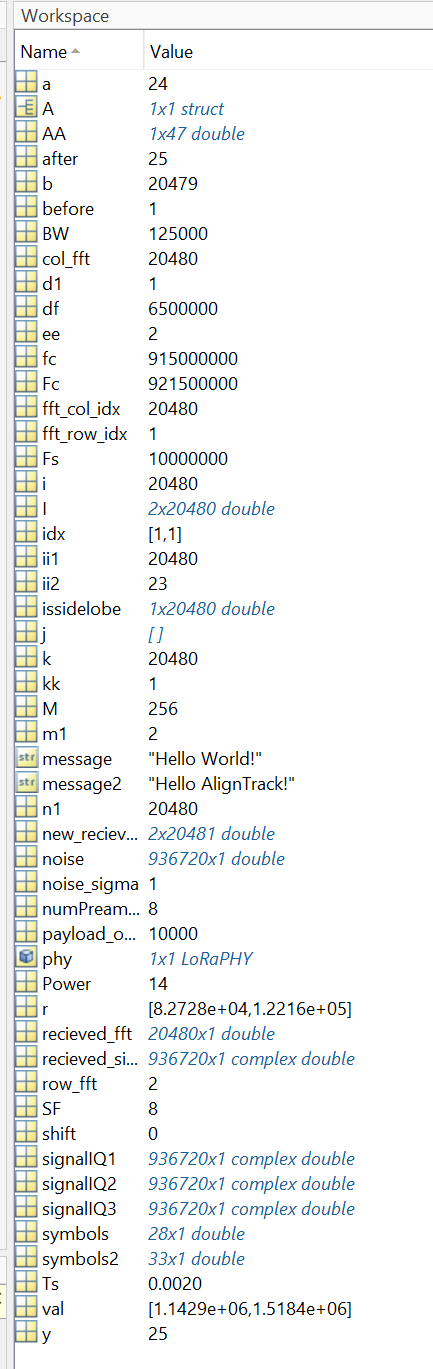 Workspace
Name Value
a 24
A 1x1 struct
AA 1x47 double
after 25
b 20479
before 1
BW 125000
col_fft 20480
d1 1
df 6500000
ee 2
fc 915000000
Fc 921500000
fft_col_idx 20480
fft_row_idx 1
Fs 10000000
i 20480
I 2x20480 double
idx [1,1]
ii1 20480
ii2 23
issidelobe 1x20480 double
j []
k 20480
kk 1
M 256
m1 2
str message "Hello World!"
str message2 "Hello AlignTrack!"
n1 20480
new_reciev... 2x20481 double
noise 936720x1 double
noise_sigma 1
numPream... 8
payload_o... 10000
phy 1x1 LoRaPHY
Power 14
r [8.2728e+04,1.2216e+05]
recieved_fft 20480x1 double
recieved_si... 936720x1 complex double
row_fft 2
SF 8
shift 0
signalIQ1 936720x1 complex double
signalIQ2 936720x1 complex double
signalIQ3 936720x1 complex double
symbols 28x1 double
symbols2 33x1 double
Ts 0.0020
val [1.1429e+06,1.5184e+06]
y 25